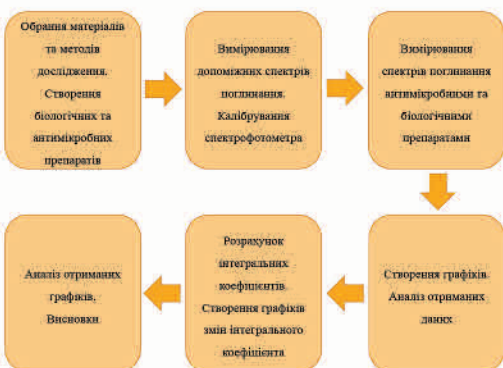 Обрання матеріалів
та методів
дослідження.
Створення
біологічних та
антимікробних
препаратів
Вимірювання
допоміжних спектрів
поглинання.
Калібрування
спектрофотометра
Вимірювання
спектрів поглинання
антимікробними та
біологічними
препаратами
Створення графіків.
Аналіз отриманих
даних
Розрахунок
інтегральних
коефіцієнтів.
Створення графіків
змін інтегрального
коефіцієнта
Аналіз отриманих
графіків,
Висновки.